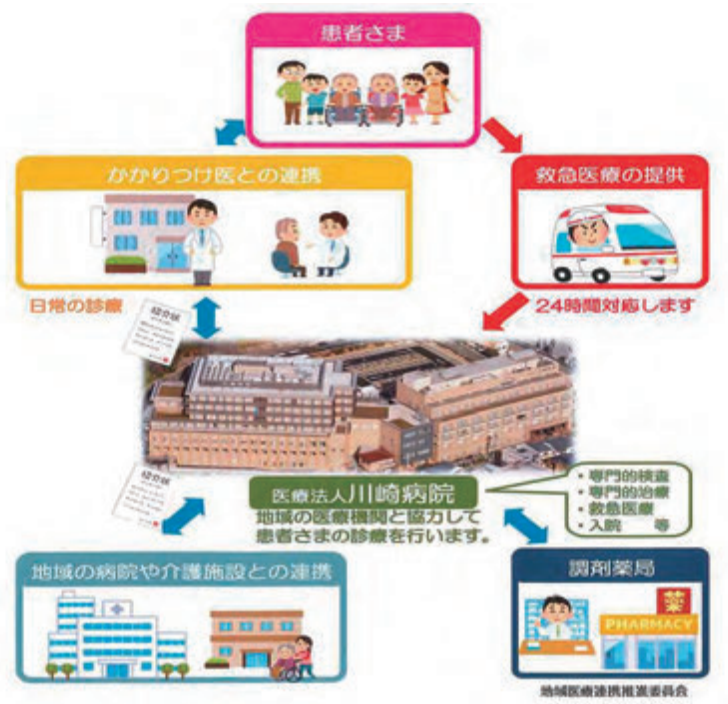 患者さま
かかりつけ医との連携
救急医療の提供
日常の診療
24時間対応します
紹介状
紹介状
医療法人川崎病院
地域の医療機関と協力して
患者さまの診療を行います。
・専門的検査
・専門的治療
・救急医療
・入院 等
地域の病院や介護施設との連携
調剤薬局
薬
PHARMACY
地域医療連携推進委員会